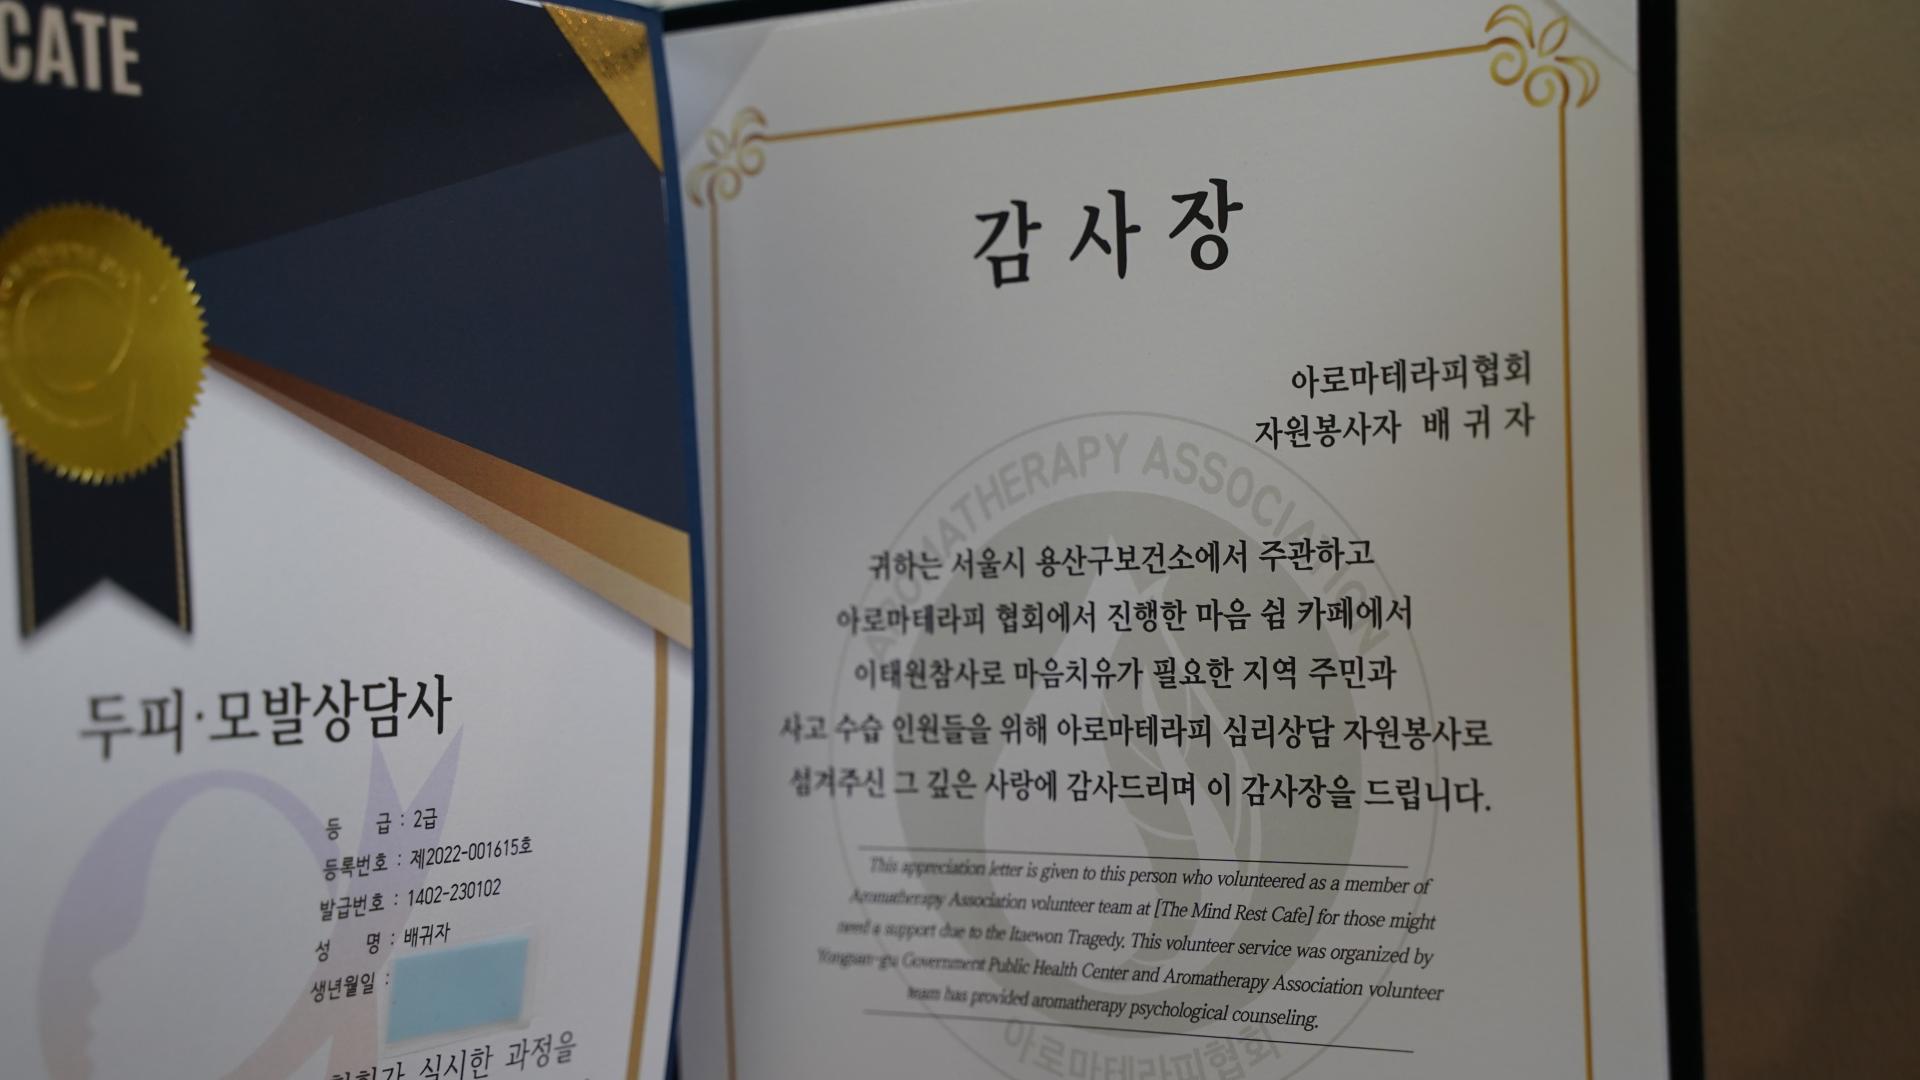 CATE
두피·모발상담사
등 급 : 2급
등록번호 : 제2022-001615호
발급번호 : 1402-230102
성 명 : 배귀자
생년월일 :
실시한 과정을
감사장
아로마테라피협회
자원봉사자 배귀자
귀하는 서울시 용산구보건소에서 주관하고
아로마테라피 협회에서 진행한 마음 쉼 카페에서
이태원참사로 마음치유가 필요한 지역 주민과
사고 수습 인원들을 위해 아로마테라피 심리상담 자원봉사로
섬겨주신 그 깊은 사랑에 감사드리며 이 감사장을 드립니다.
This appreciation letter is given to this person who volunteered as a member of
Aromatherapy Association volunteer team at [The Mind Rest Cafe] for those might
need a support due to the Itaewon Tragedy. This volunteer service was organized by
Yongsan-gu Government Public Health Center and Aromatherapy Association volunteer
team has provided aromatherapy psychological counseling.
AROMATHERAPY ASSOCIATION
아로마테라피협회